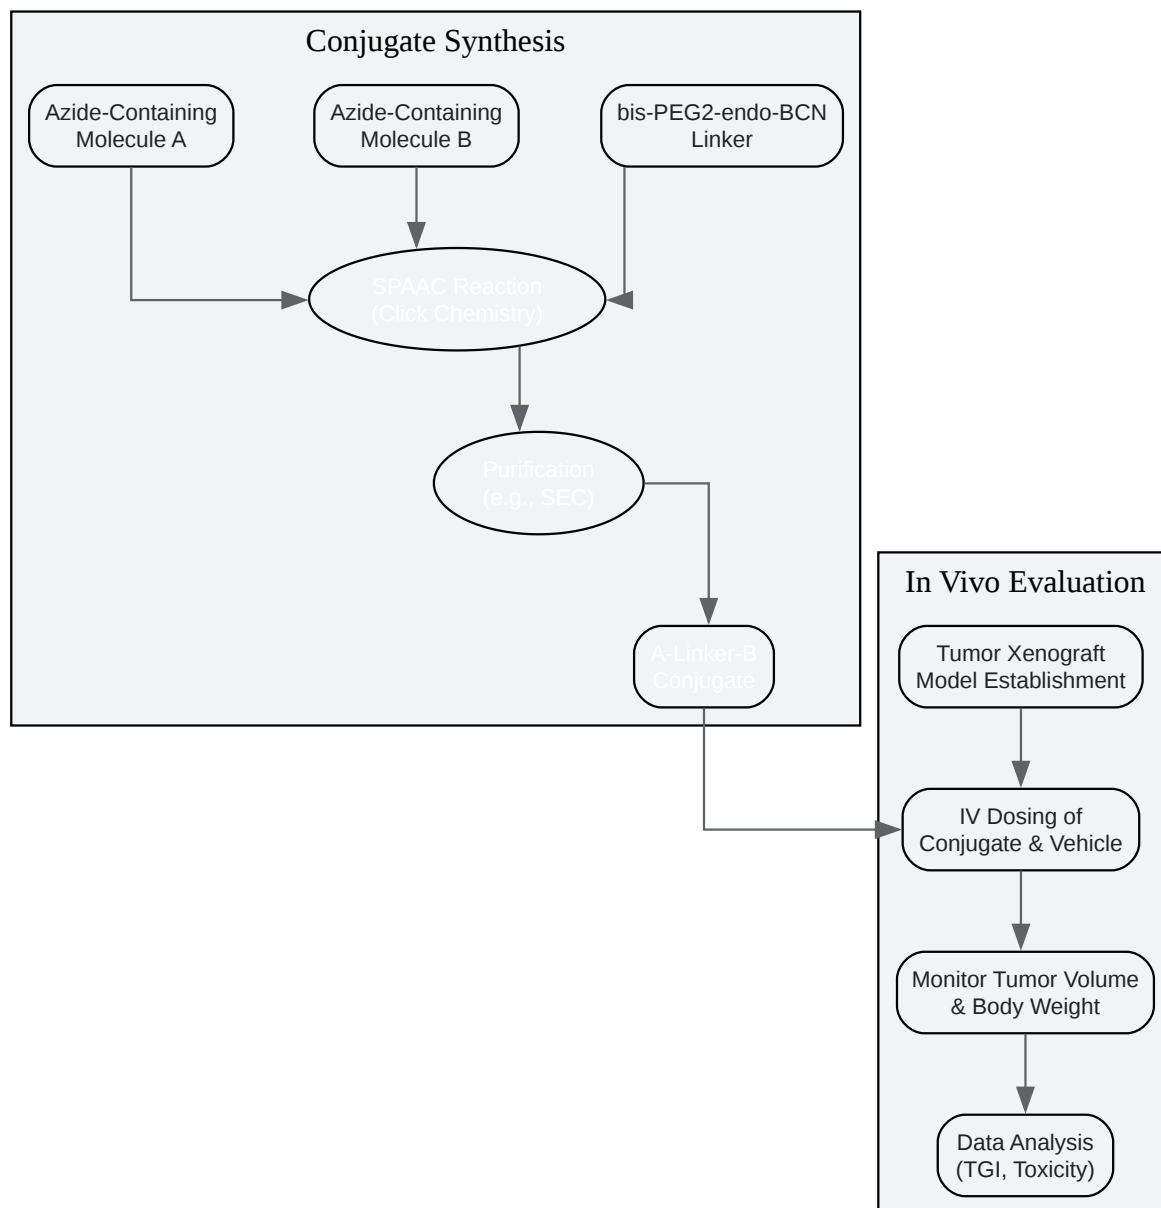 Conjugate Synthesis
Azide-Containing
Molecule A
Azide-Containing
Molecule B
bis-PEG2-endo-BCN
Linker
SPAAC Reaction
(Click Chemistry)
Purification
(e.g., SEC)
A-Linker-B
Conjugate
In Vivo Evaluation
Tumor Xenograft
Model Establishment
IV Dosing of
Conjugate & Vehicle
Monitor Tumor Volume
& Body Weight
Data Analysis
(TGI, Toxicity)